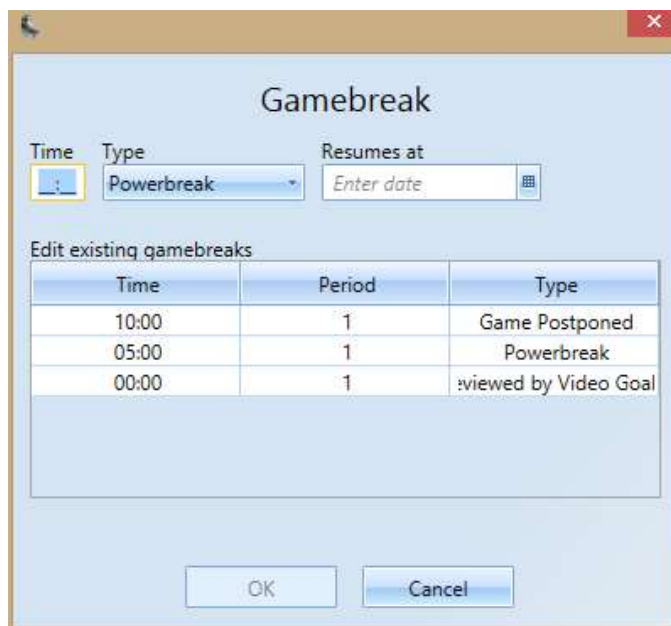 Gamebreak
Time Type Resumes at
_:_ Powerbreak Enter date
Edit existing gamebreaks
Time Period Type
10:00 1 Game Postponed
05:00 1 Powerbreak
00:00 1 eviewed by Video Goal
OK Cancel